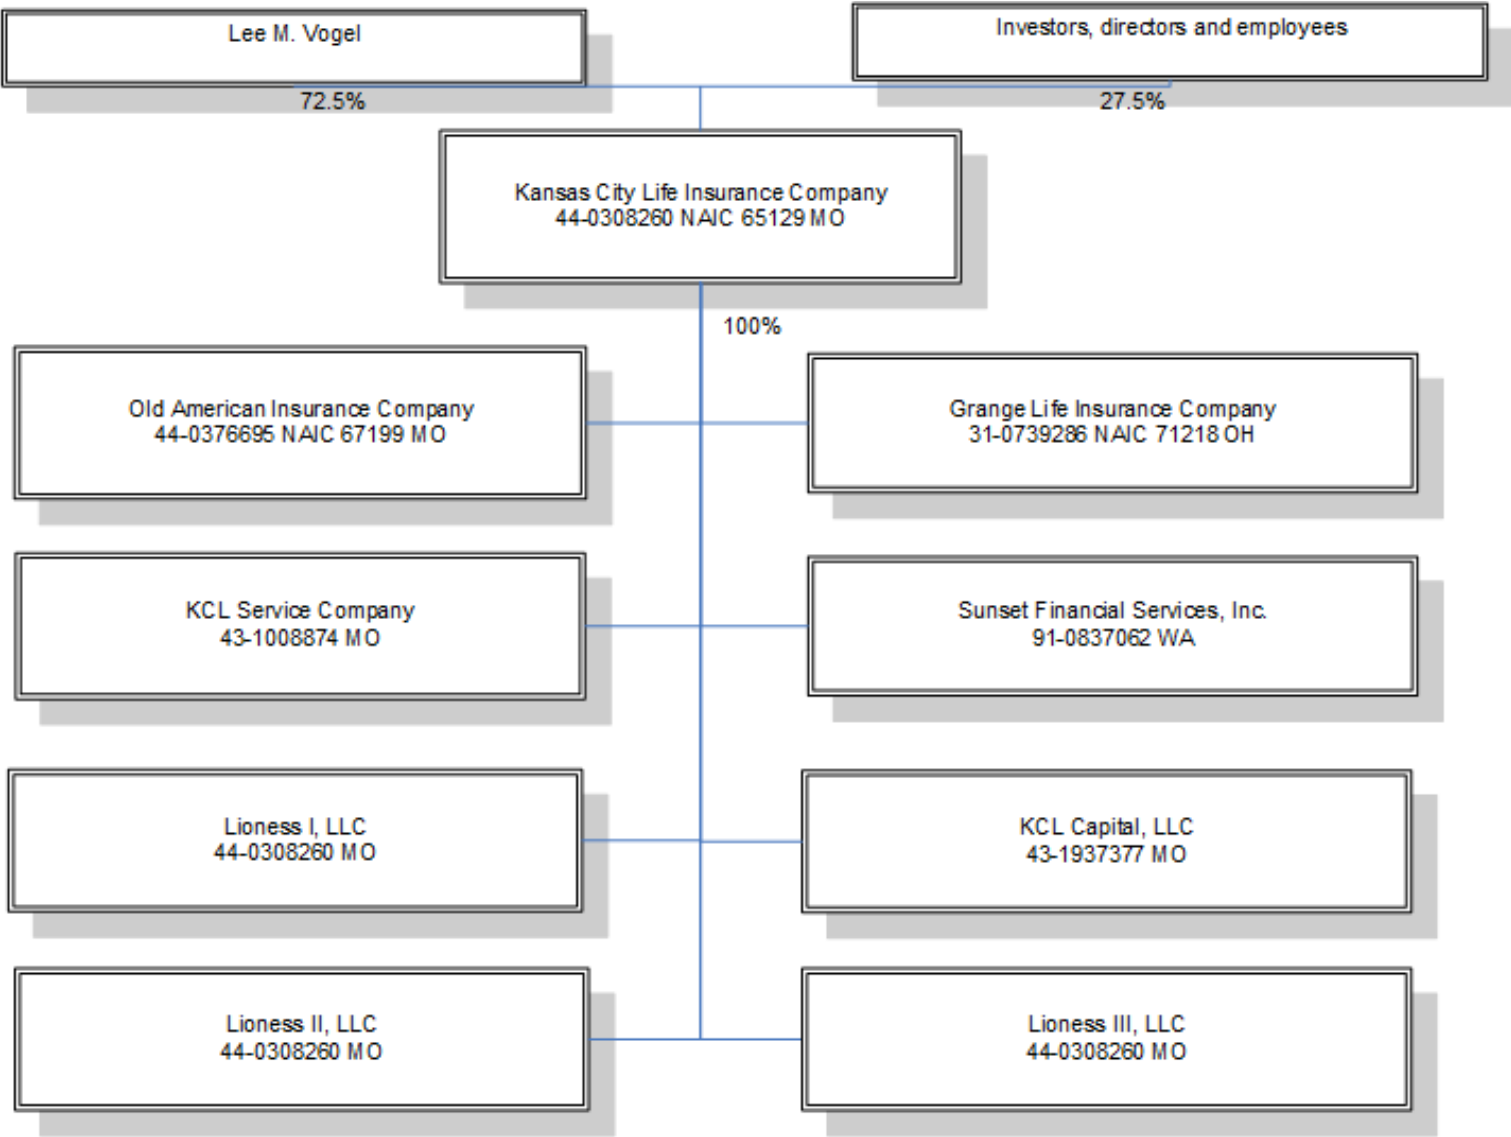 Lee M. Vogel
Investors, directors and employees
72.5%
27.5%
Kansas City Life Insurance Company
44-0308260 NAIC 65129 MO
100%
Old American Insurance Company
44-0376695 NAIC 67199 MO
Grange Life Insurance Company
31-0739286 NAIC 71218 OH
KCL Service Company
43-1008874 MO
Sunset Financial Services, Inc.
91-0837062 WA
Lioness I, LLC
44-0308260 MO
KCL Capital, LLC
43-1937377 MO
Lioness II, LLC
44-0308260 MO
Lioness III, LLC
44-0308260 MO